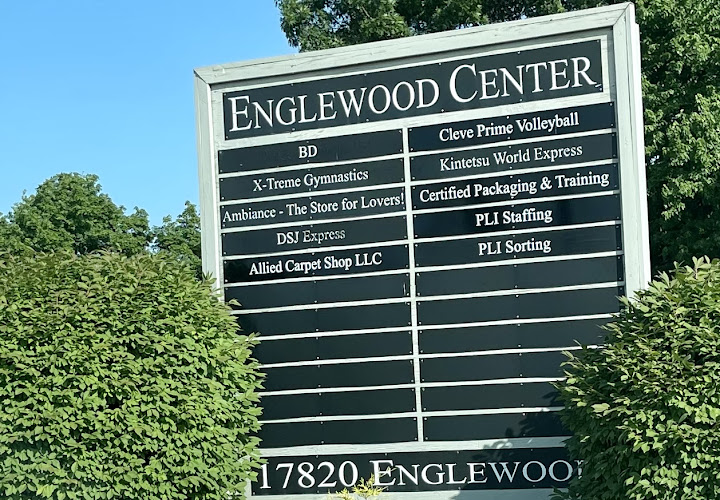 ENGLEWOOD CENTER
BD
X-Treme Gymnastics
Ambiance - The Store for Lovers!
DSJ Express
Allied Carpet Shop LLC
Cleve Prime Volleyball
Kintetsu World Express
Certified Packaging & Training
PLI Staffing
PLI Sorting
17820 ENGLEWOOD